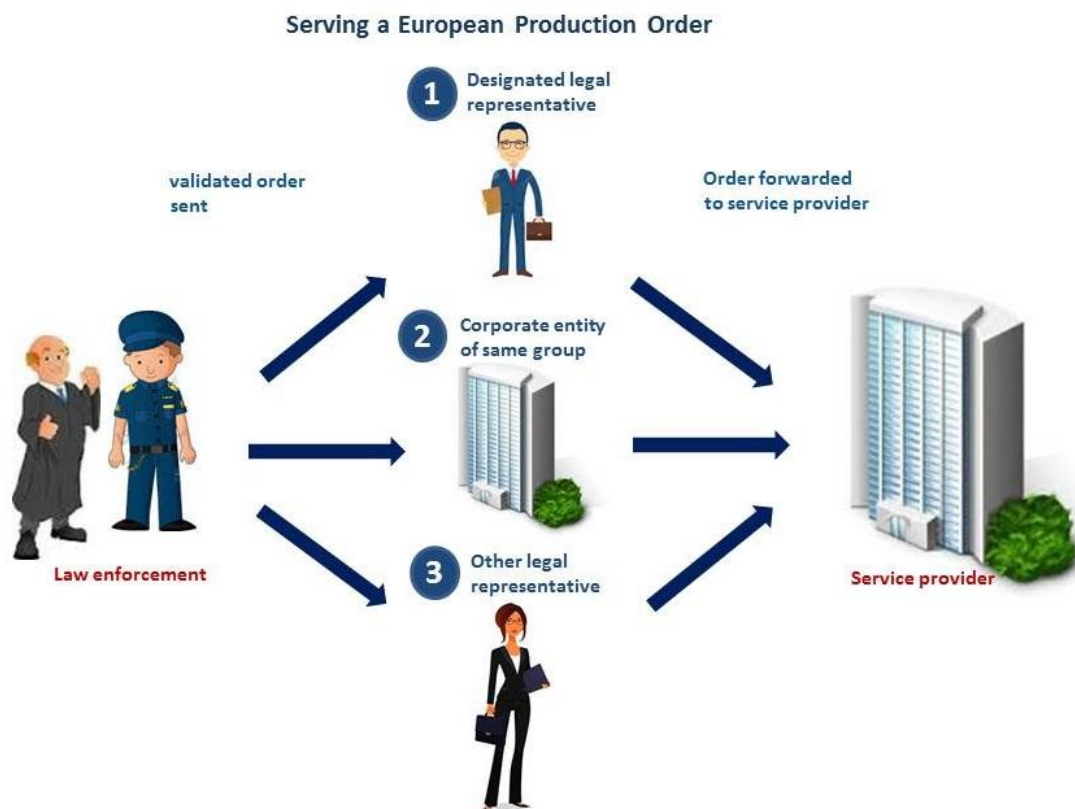 Serving a European Production Order
1
Designated legal
representative
validated order
sent
Order forwarded
to service provider
2
Corporate entity
of same group
Law enforcement
3
Other legal
representative
Service provider